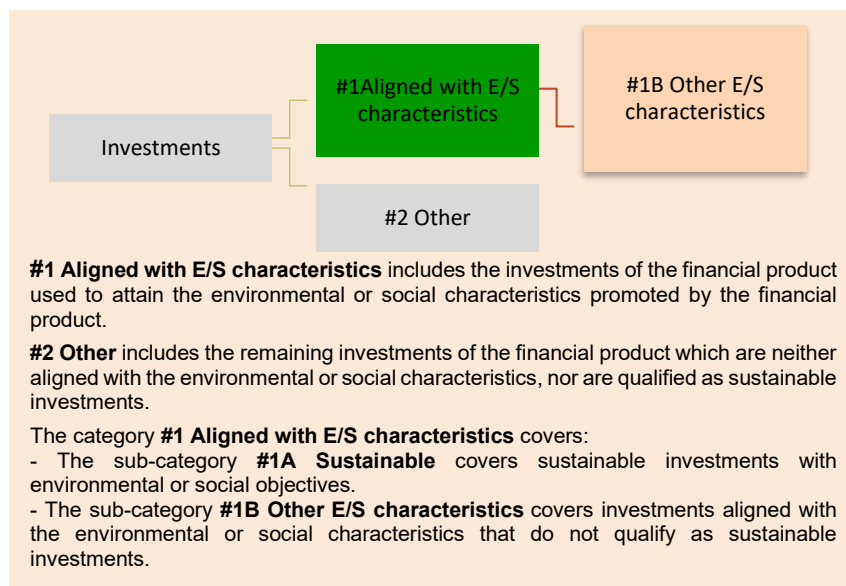 #1Aligned with E/S
characteristics
#1B Other E/S
characteristics
Investments
#2 Other
#1 Aligned with E/S characteristics includes the investments of the financial product
used to attain the environmental or social characteristics promoted by the financial
product.
#2 Other includes the remaining investments of the financial product which are neither
aligned with the environmental or social characteristics, nor are qualified as sustainable
investments.
The category #1 Aligned with E/S characteristics covers:
- The sub-category #1A Sustainable covers sustainable investments with
environmental or social objectives.
- The sub-category #1B Other E/S characteristics covers investments aligned with
the environmental or social characteristics that do not qualify as sustainable
investments.